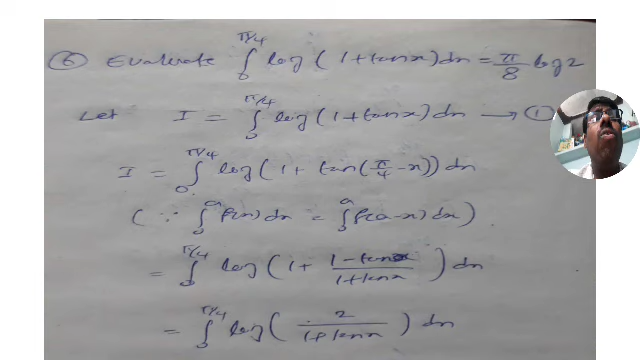 ⑥ Evaluate ∫₀^{π/4} log(1+tanx)dx = π/8 log2
Let I = ∫₀^{π/4} log(1+tanx)dx → ①
I = ∫₀^{π/4} log(1+ tan(π/4 -x))dx
(∵ ∫₀^a f(x)dx = ∫₀^a f(a-x)dx)
= ∫₀^{π/4} log(1+ (1-tanx)/(1+tanx))dx
= ∫₀^{π/4} log(2/(1+tanx))dx